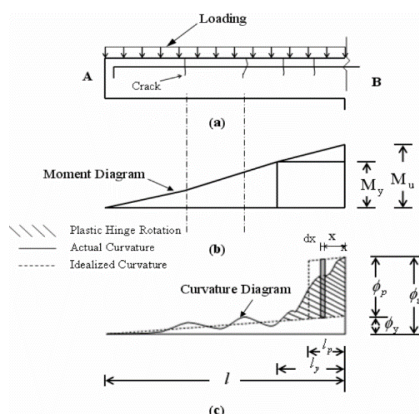 Loading
A
B
Crack
(a)
Moment Diagram
M_y
M_u
Plastic Hinge Rotation
Actual Curvature
Idealized Curvature
(b)
dx
x
x
Curvature Diagram
ϕ_p
ϕ_y
l_p
l_y
l
(c)